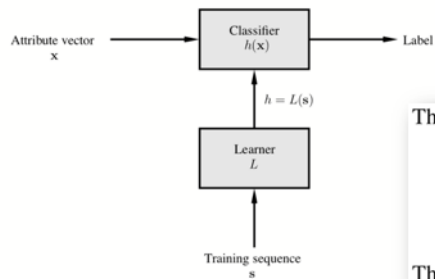 Classifier
h(x)
Attribute vector
x
Label
h = L(s)
Th
Learner
L
Training sequence
s
Th